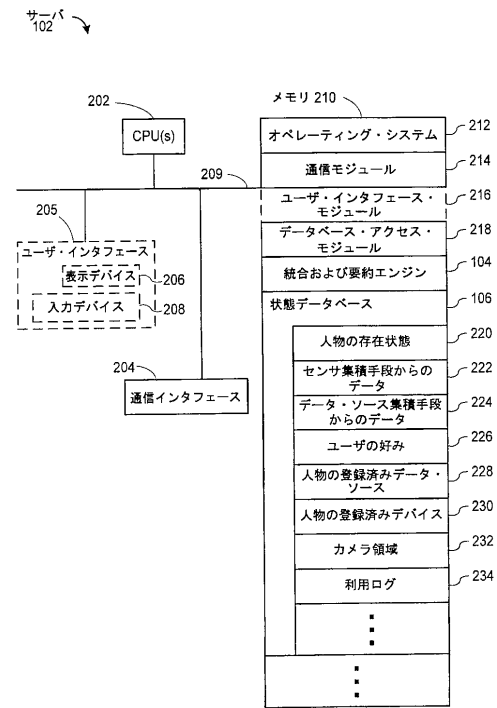 サーバ
102
202
CPU(s)
209
205
ユーザ・インタフェース
表示デバイス
206
入力デバイス
208
204
通信インタフェース
メモリ 210
オペレーティング・システム
212
通信モジュール
214
ユーザ・インタフェース・
モジュール
216
データベース・アクセス・
モジュール
218
統合および要約エンジン
104
状態データベース
106
人物の存在状態
220
センサ集積手段からの
データ
222
データ・ソース集積手段
からのデータ
224
ユーザの好み
226
人物の登録済みデータ・
ソース
228
人物の登録済みデバイス
230
カメラ領域
232
利用ログ
234